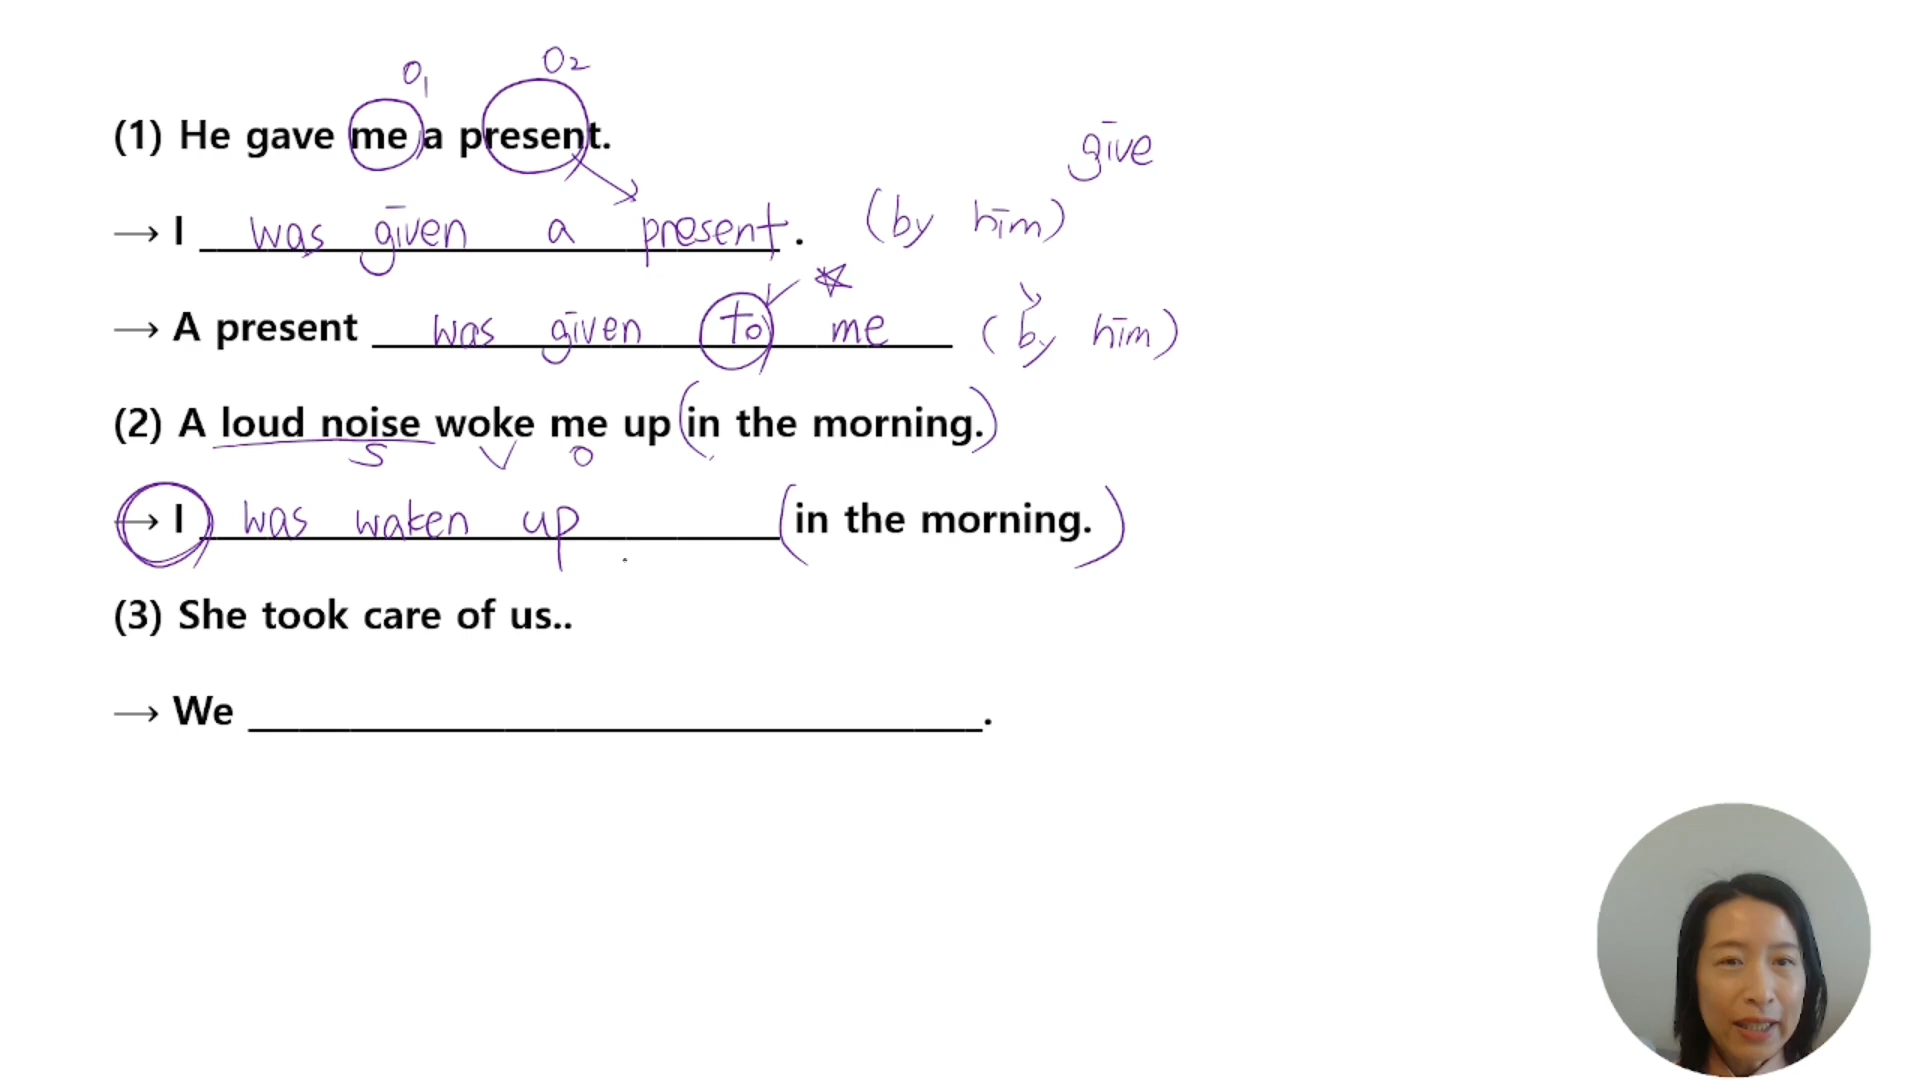 O1 O2
(1) He gave me a present.
give
→ I was given a present. (by him)
→ A present was given to me (by him)
(2) A loud noise woke me up (in the morning.)
S V O
→ I was waken up (in the morning.)
(3) She took care of us..
→ We ____________________.